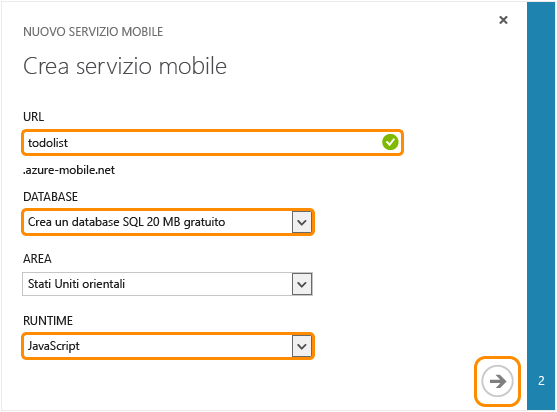 NUOVO SERVIZIO MOBILE
Crea servizio mobile
URL
todolist
.azure-mobile.net
DATABASE
Crea un database SQL 20 MB gratuito
AREA
Stati Uniti orientali
RUNTIME
JavaScript
2